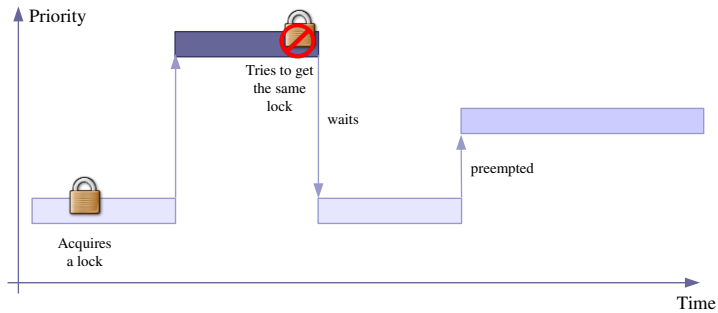 Priority
Tries to get
the same
lock
waits
preempted
Acquires
a lock
Time